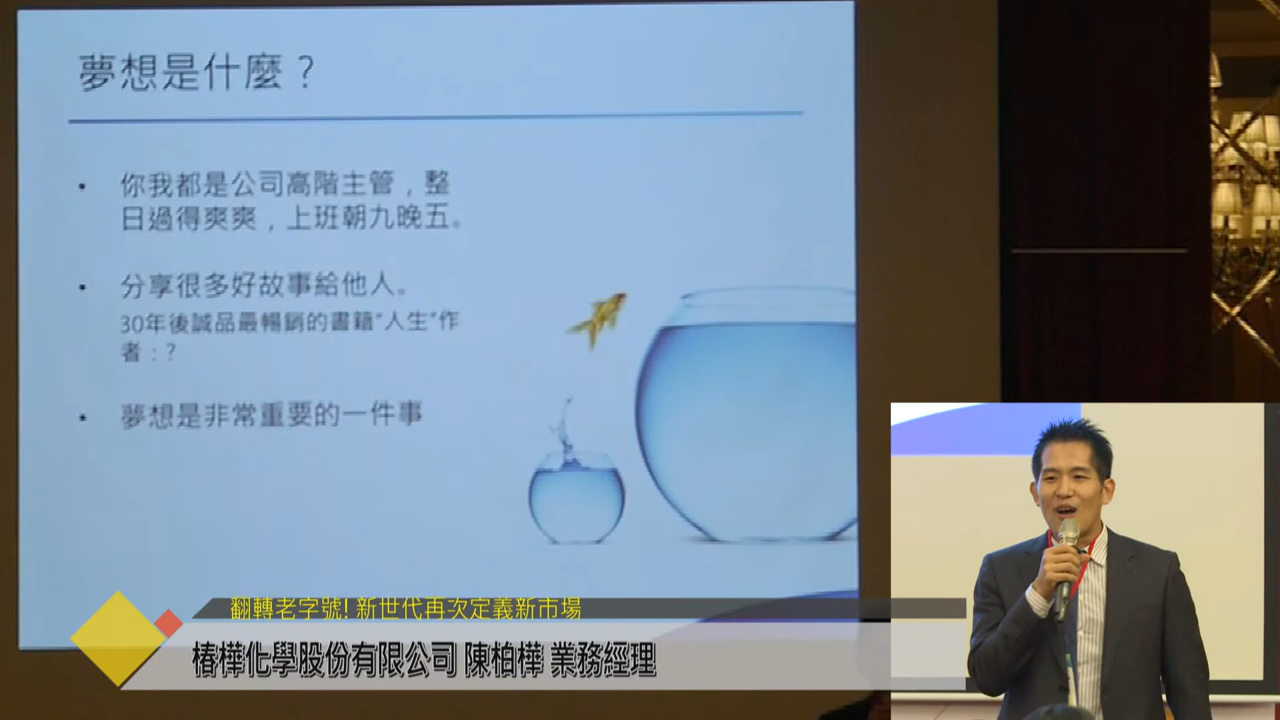 夢想是什麼？
• 你我都是公司高階主管，整
日過得爽爽，上班朝九晚五。
• 分享很多好故事給他人。
30年後誠品最暢銷的書籍"人生"作
者：?
• 夢想是非常重要的一件事
翻轉老字號! 新世代再次定義新市場
椿樺化學股份有限公司 陳柏樺 業務經理